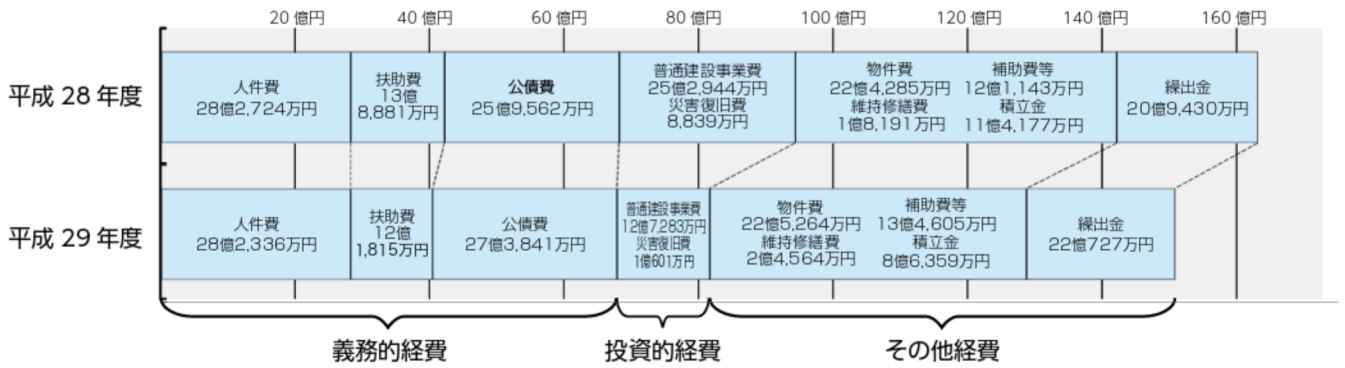 20億円 40億円 60億円 80億円 100億円 120億円 140億円 160億円
平成 28 年度
人件費
28億2,724万円
扶助費
13億
8,881万円
公債費
25億9,562万円
普通建設事業費
25億2,944万円
災害復旧費
8,839万円
物件費
22億4,285万円
維持修繕費
1億8,191万円
補助費等
12億1,143万円
積立金
11億4,177万円
繰出金
20億9,430万円
平成 29 年度
人件費
28億2,336万円
扶助費
12億
1,815万円
公債費
27億3,841万円
普通建設事業費
12億7,283万円
災害復旧費
1億601万円
物件費
22億5,264万円
維持修繕費
2億4,564万円
補助費等
13億4,605万円
積立金
8億6,359万円
繰出金
22億727万円
義務的経費
投資的経費
その他経費